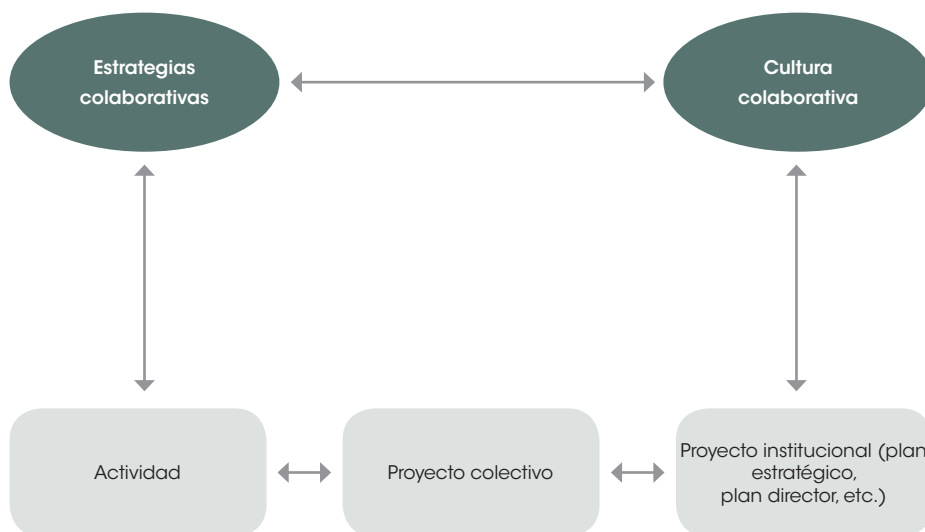 Estrategias
colaborativas
Cultura
colaborativa
Actividad
Proyecto colectivo
Proyecto institucional (plan
estratégico,
plan director, etc.)